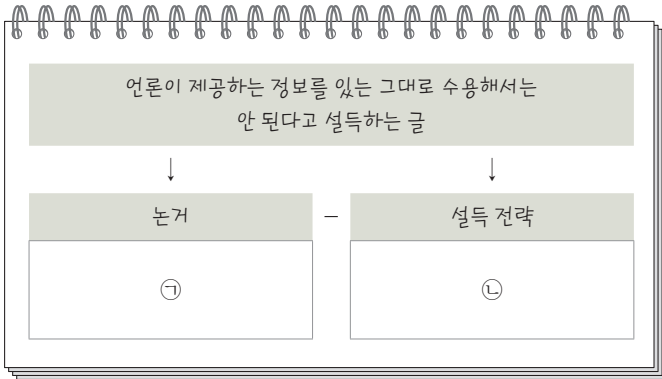 언론이 제공하는 정보를 있는 그대로 수용해서는
안 된다고 설득하는 글
↓ ↓
논거 – 설득 전략
㉠ ㉡